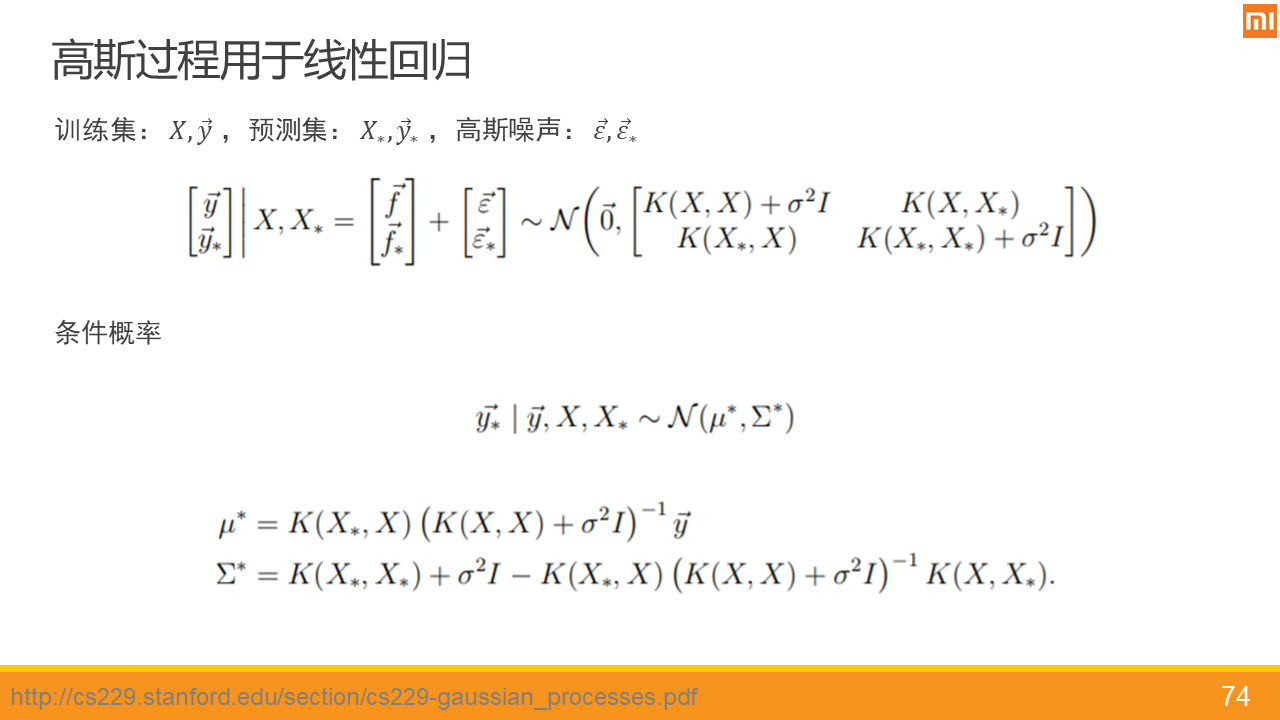 mi
高斯过程用于线性回归
训练集： $X, \vec{y}$ ，预测集： $X_*, \vec{y}_*$ ，高斯噪声： $\vec{\varepsilon}, \vec{\varepsilon}_*$
$\begin{bmatrix} \vec{y} \\ \vec{y}_* \end{bmatrix} \bigg| X, X_* = \begin{bmatrix} \vec{f} \\ \vec{f}_* \end{bmatrix} + \begin{bmatrix} \vec{\varepsilon} \\ \vec{\varepsilon}_* \end{bmatrix} \sim \mathcal{N}\left(\vec{0}, \begin{bmatrix} K(X, X) + \sigma^2 I & K(X, X_*) \\ K(X_*, X) & K(X_*, X_*) + \sigma^2 I \end{bmatrix}\right)$
条件概率
$\vec{y_*} \mid \vec{y}, X, X_* \sim \mathcal{N}(\mu^*, \Sigma^*)$
$\mu^* = K(X_*, X) \left(K(X, X) + \sigma^2 I\right)^{-1} \vec{y}$
$\Sigma^* = K(X_*, X_*) + \sigma^2 I - K(X_*, X) \left(K(X, X) + \sigma^2 I\right)^{-1} K(X, X_*).$
http://cs229.stanford.edu/section/cs229-gaussian_processes.pdf
74